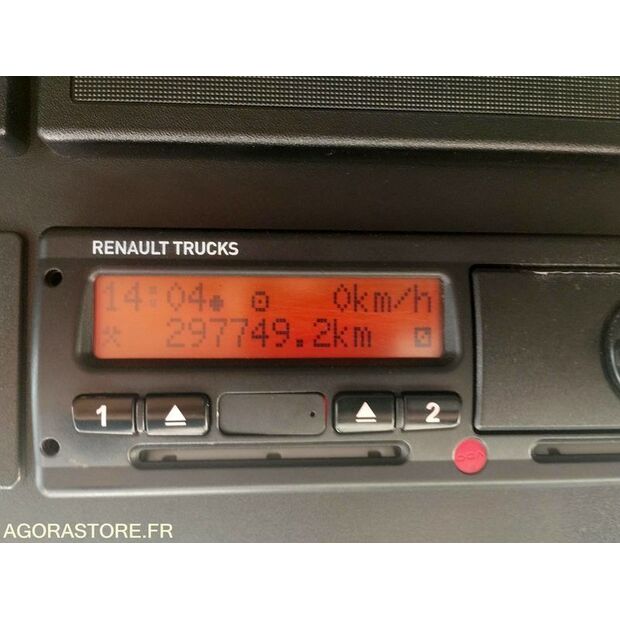 RENAULT TRUCKS
14:04 0km/h
297749.2km
1 2
AGORASTORE.FR